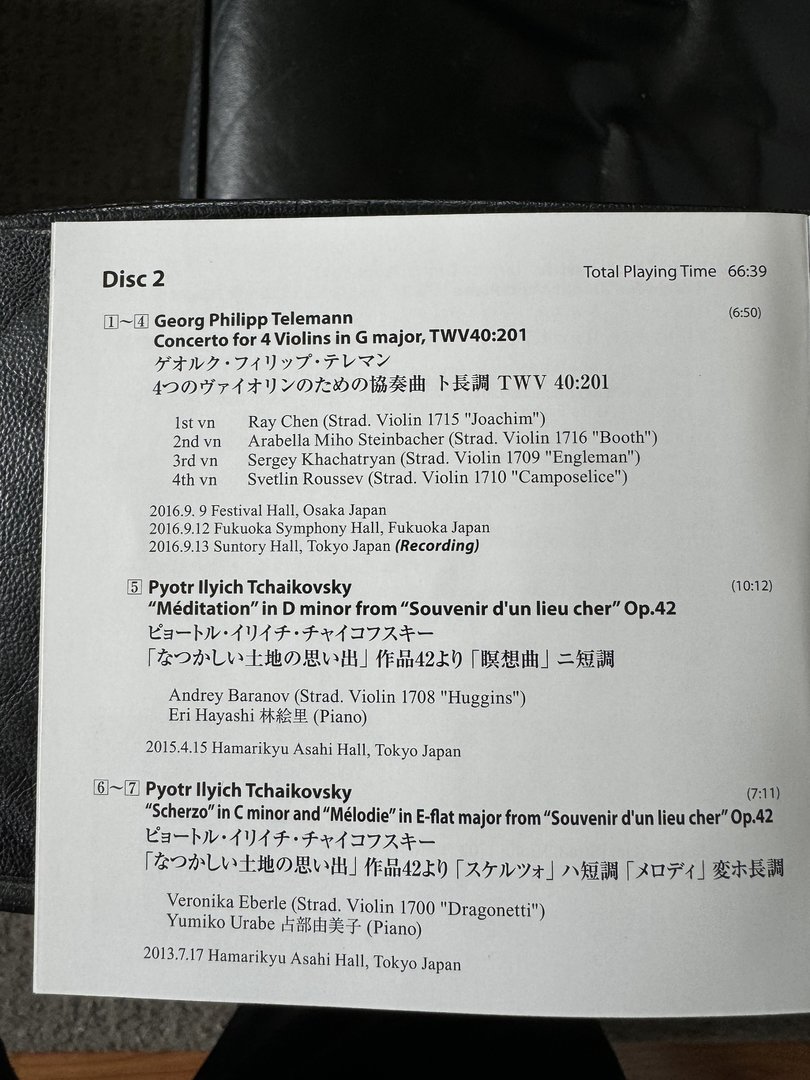 Disc 2
Total Playing Time 66:39
1~4 Georg Philipp Telemann (6:50)
Concerto for 4 Violins in G major, TWV40:201
ゲオルク・フィリップ・テレマン
4つのヴァイオリンのための協奏曲 ト長調 TWV 40:201
1st vn Ray Chen (Strad. Violin 1715 "Joachim")
2nd vn Arabella Miho Steinbacher (Strad. Violin 1716 "Booth")
3rd vn Sergey Khachatryan (Strad. Violin 1709 "Engleman")
4th vn Svetlin Roussev (Strad. Violin 1710 "Camposelice")
2016.9. 9 Festival Hall, Osaka Japan
2016.9.12 Fukuoka Symphony Hall, Fukuoka Japan
2016.9.13 Suntory Hall, Tokyo Japan (Recording)
5 Pyotr Ilyich Tchaikovsky (10:12)
“Méditation” in D minor from “Souvenir d'un lieu cher” Op.42
ピョートル・イリイチ・チャイコフスキー
「なつかしい土地の思い出」作品42より「瞑想曲」ニ短調
Andrey Baranov (Strad. Violin 1708 "Huggins")
Eri Hayashi 林絵里 (Piano)
2015.4.15 Hamarikyu Asahi Hall, Tokyo Japan
6~7 Pyotr Ilyich Tchaikovsky (7:11)
“Scherzo” in C minor and “Mélodie” in E-flat major from “Souvenir d'un lieu cher” Op.42
ピョートル・イリイチ・チャイコフスキー
「なつかしい土地の思い出」作品42より「スケルツォ」ハ短調「メロディ」変ホ長調
Veronika Eberle (Strad. Violin 1700 "Dragonetti")
Yumiko Urabe 占部由美子 (Piano)
2013.7.17 Hamarikyu Asahi Hall, Tokyo Japan